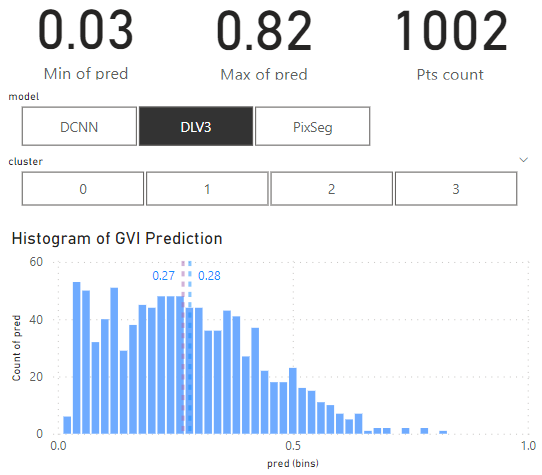 0.03 0.82 1002
Min of pred Max of pred Pts count
model
DCNN DLV3 PixSeg
cluster
0 1 2 3
Histogram of GVI Prediction
60
0.27 0.28
40
20
0
Count of pred
0.0 0.5 1.0
pred (bins)